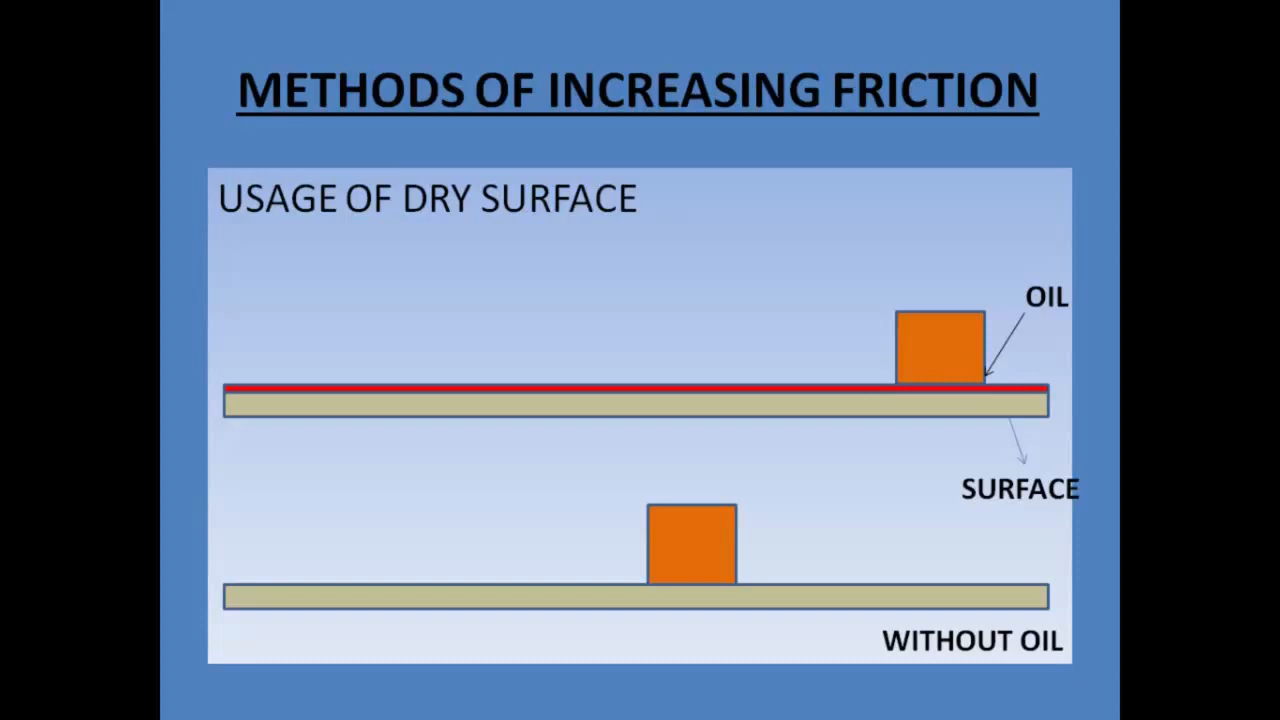 METHODS OF INCREASING FRICTION
USAGE OF DRY SURFACE
OIL
SURFACE
WITHOUT OIL